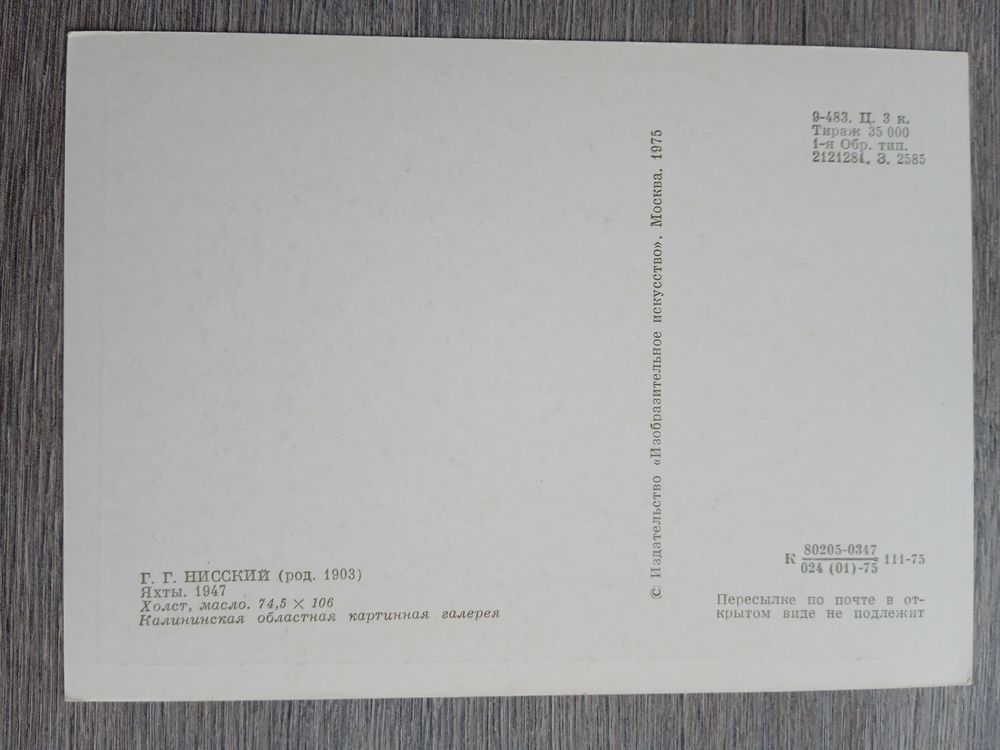 9-483. Ц. 3 к.
Тираж 35 000
1-я Обр. тип.
2121281. З. 2585
© Издательство «Изобразительное искусство». Москва. 1975
К 80205-0347
024 (01)-75 111-75
Пересылке по почте в от-
крытом виде не подлежит
Г. Г. НИССКИЙ (род. 1903)
Яхты. 1947
Холст, масло. 74,5 × 106
Калининская областная картинная галерея